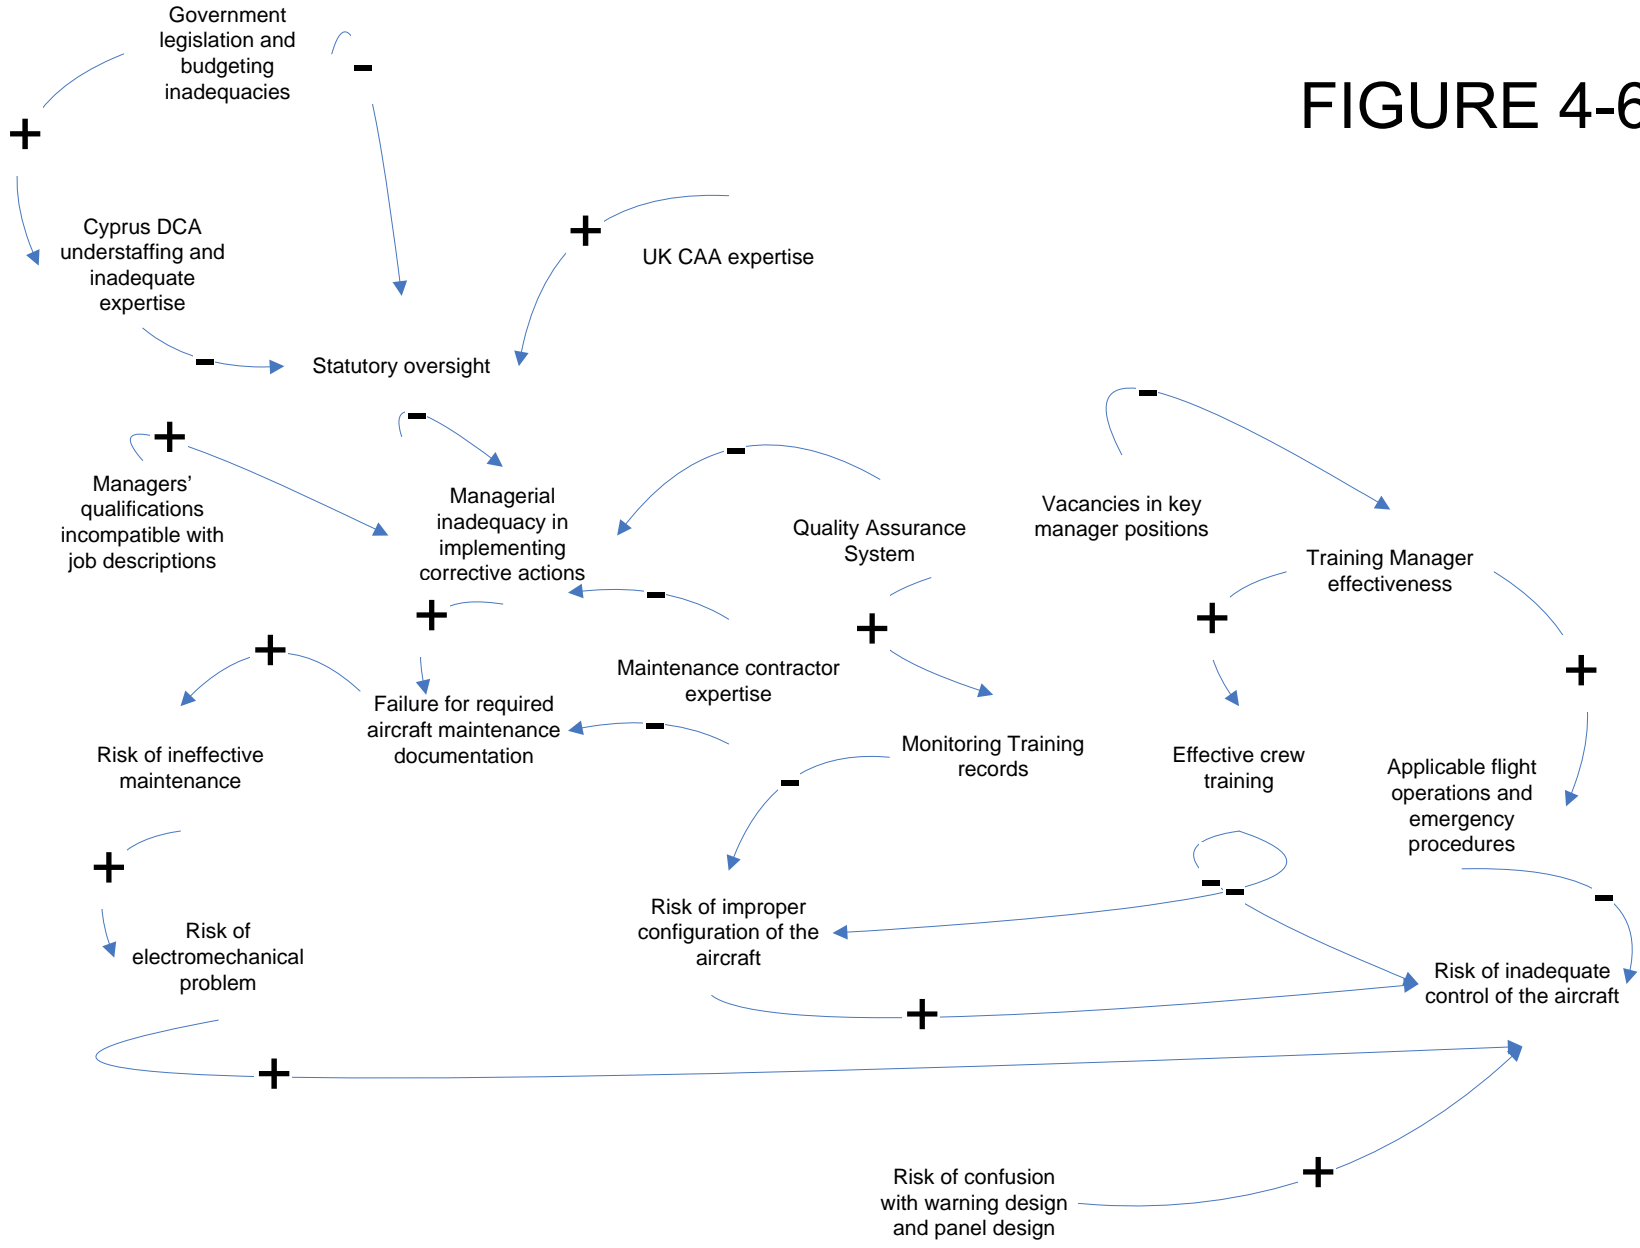 Government
legislation and
budgeting
inadequacies
-
FIGURE 4-6
+
Cyprus DCA
understaffing and
inadequate
expertise
+
UK CAA expertise
-
Statutory oversight
-
-
+
-
Managers'
qualifications
incompatible with
job descriptions
Managerial
inadequacy in
implementing
corrective actions
Quality Assurance
System
Vacancies in key
manager positions
Training Manager
effectiveness
-
+
+
+
+
+
Maintenance contractor
expertise
Failure for required
aircraft maintenance
documentation
-
Risk of ineffective
maintenance
Monitoring Training
records
Effective crew
training
Applicable flight
operations and
emergency
procedures
-
+
-
-
-
Risk of improper
configuration of the
aircraft
Risk of
electromechanical
problem
Risk of inadequate
control of the aircraft
+
+
Risk of confusion
with warning design
and panel design
+